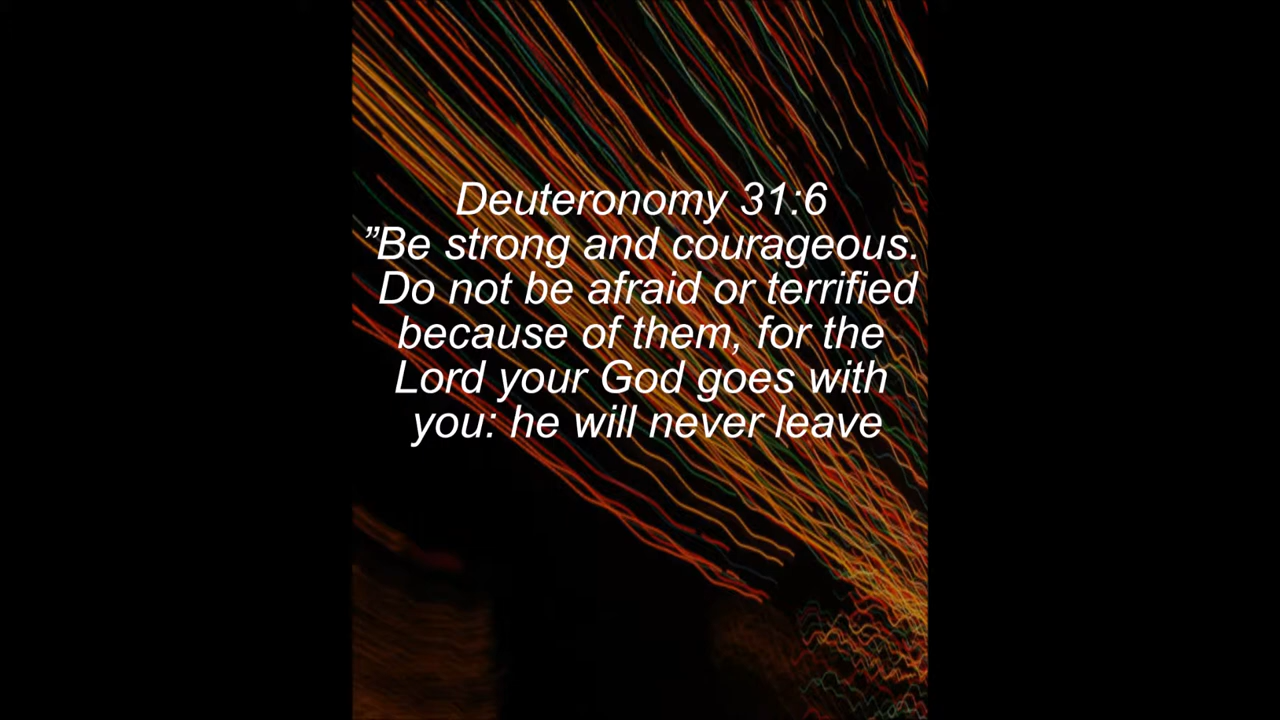 Deuteronomy 31:6
”Be strong and courageous.
Do not be afraid or terrified
because of them, for the
Lord your God goes with
you: he will never leave